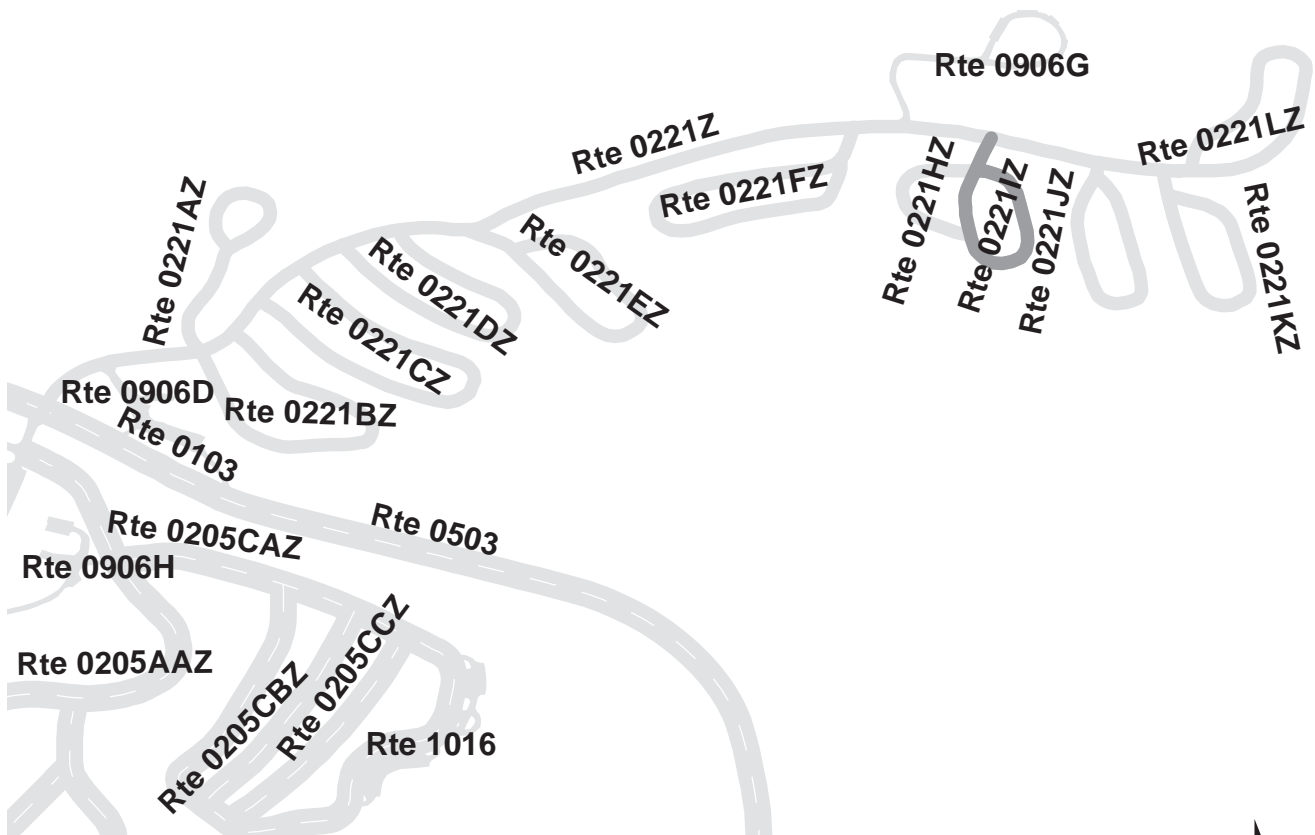 Rte 0906G
Rte 0221Z
Rte 0221LZ
Rte 0221FZ
Rte 0221HZ
Rte 0221IZ
Rte 0221JZ
Rte 0221KZ
Rte 0221AZ
Rte 0221EZ
Rte 0221DZ
Rte 0221CZ
Rte 0906D
Rte 0221BZ
Rte 0103
Rte 0205CAZ
Rte 0503
Rte 0906H
Rte 0205AAZ
Rte 0205CBZ
Rte 0205CCZ
Rte 1016